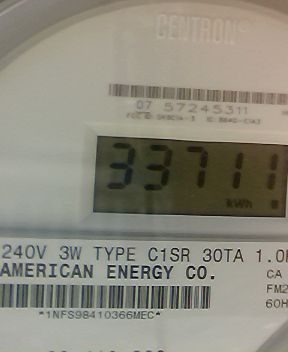 CENTRON®
07 57245311
33711
kWh
240V 3W TYPE C1SR 30TA 1.0
AMERICAN ENERGY CO.
CA
FM2
60H
*1NFS98410366MEC*